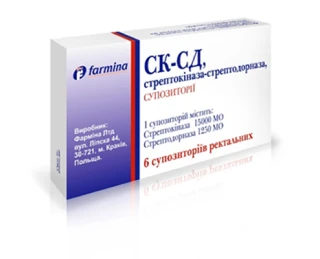 farmina
СК-СД,
стрептокіназа-стрептодорназа,
СУПОЗИТОРІЇ
1 супозиторій містить:
Стрептокіназа 15000 МО
Стрептодорназа 1250 МО
6 супозиторіїв ректальних
Виробник:
Фарміна Лтд
вул. Ліпска 44,
30-721, м. Краків,
Польща.